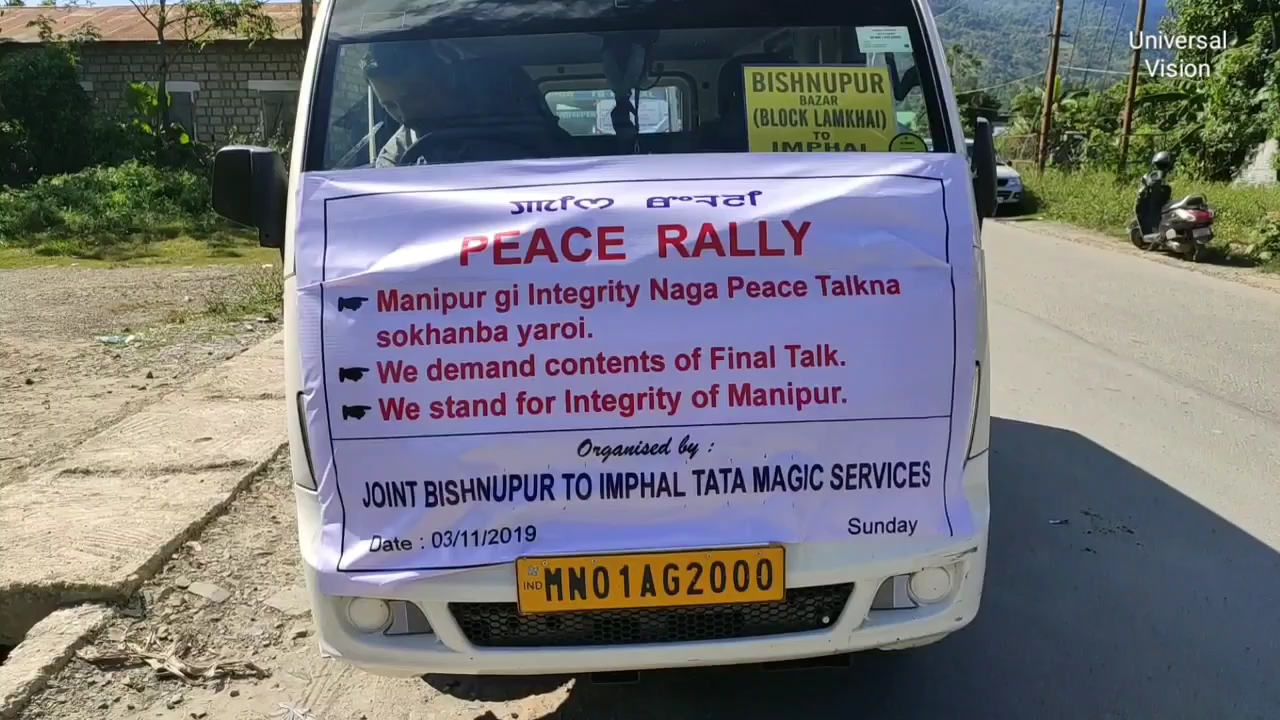 Universal
Vision
BISHNUPUR
BAZAR
(BLOCK LAMKHAI)
TO
IMPHAL
PEACE RALLY
Manipur gi Integrity Naga Peace Talkna
sokhanba yaroi.
We demand contents of Final Talk.
We stand for Integrity of Manipur.
Organised by :
JOINT BISHNUPUR TO IMPHAL TATA MAGIC SERVICES
Date : 03/11/2019 Sunday
IND MN01AG2000